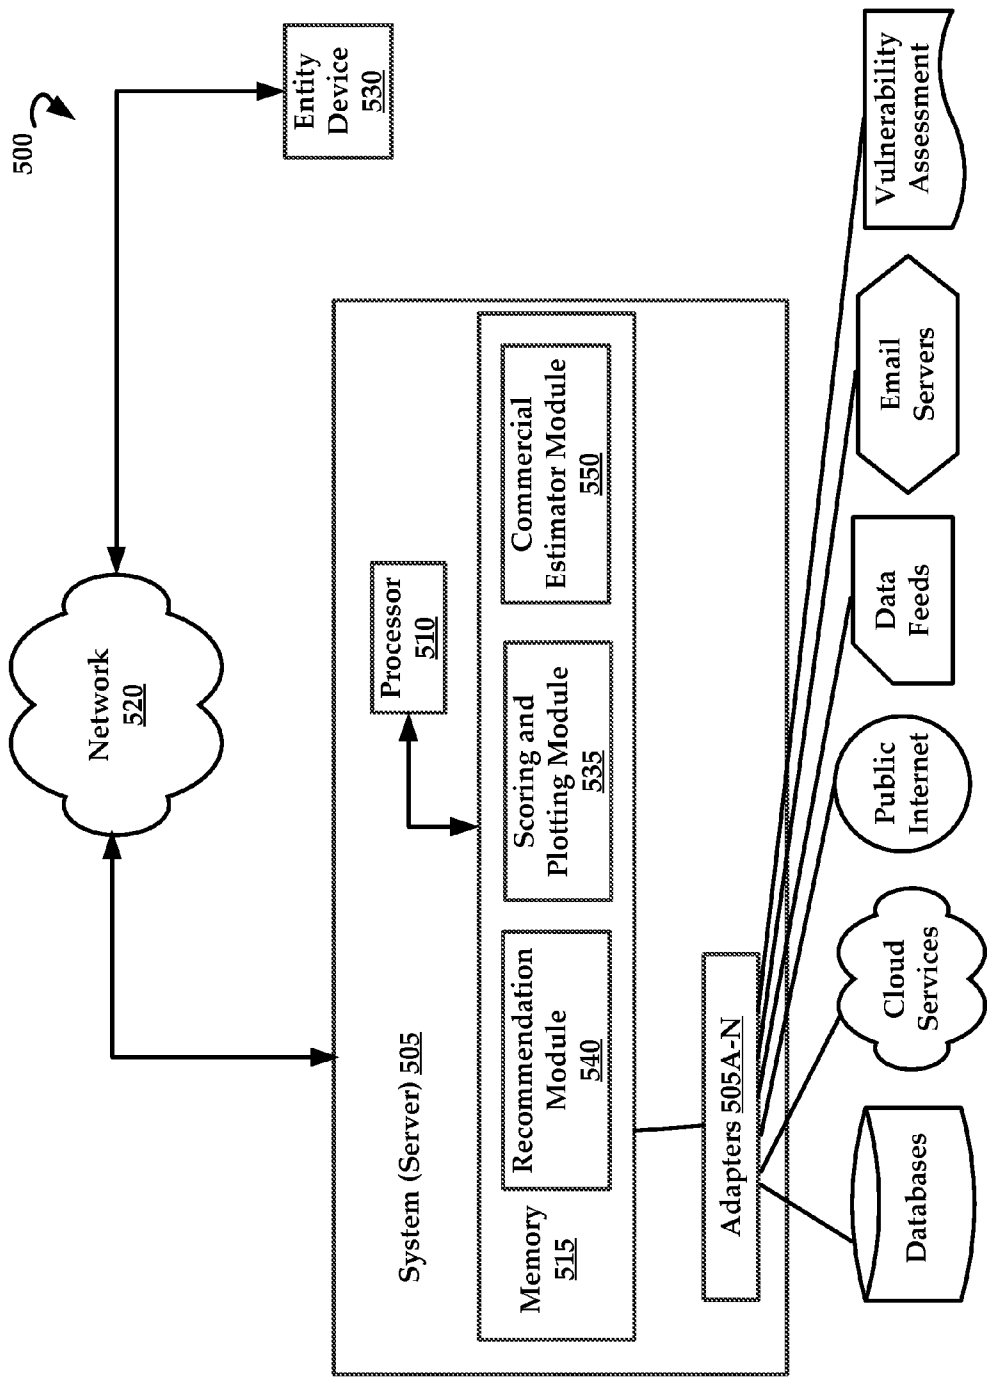 500
Network
520
Entity
Device
530
System (Server) 505
Processor
510
Memory
515
Recommendation
Module
540
Scoring and
Plotting Module
535
Commercial
Estimator Module
550
Adapters 505A-N
Databases
Cloud
Services
Public
Internet
Data
Feeds
Email
Servers
Vulnerability
Assessment